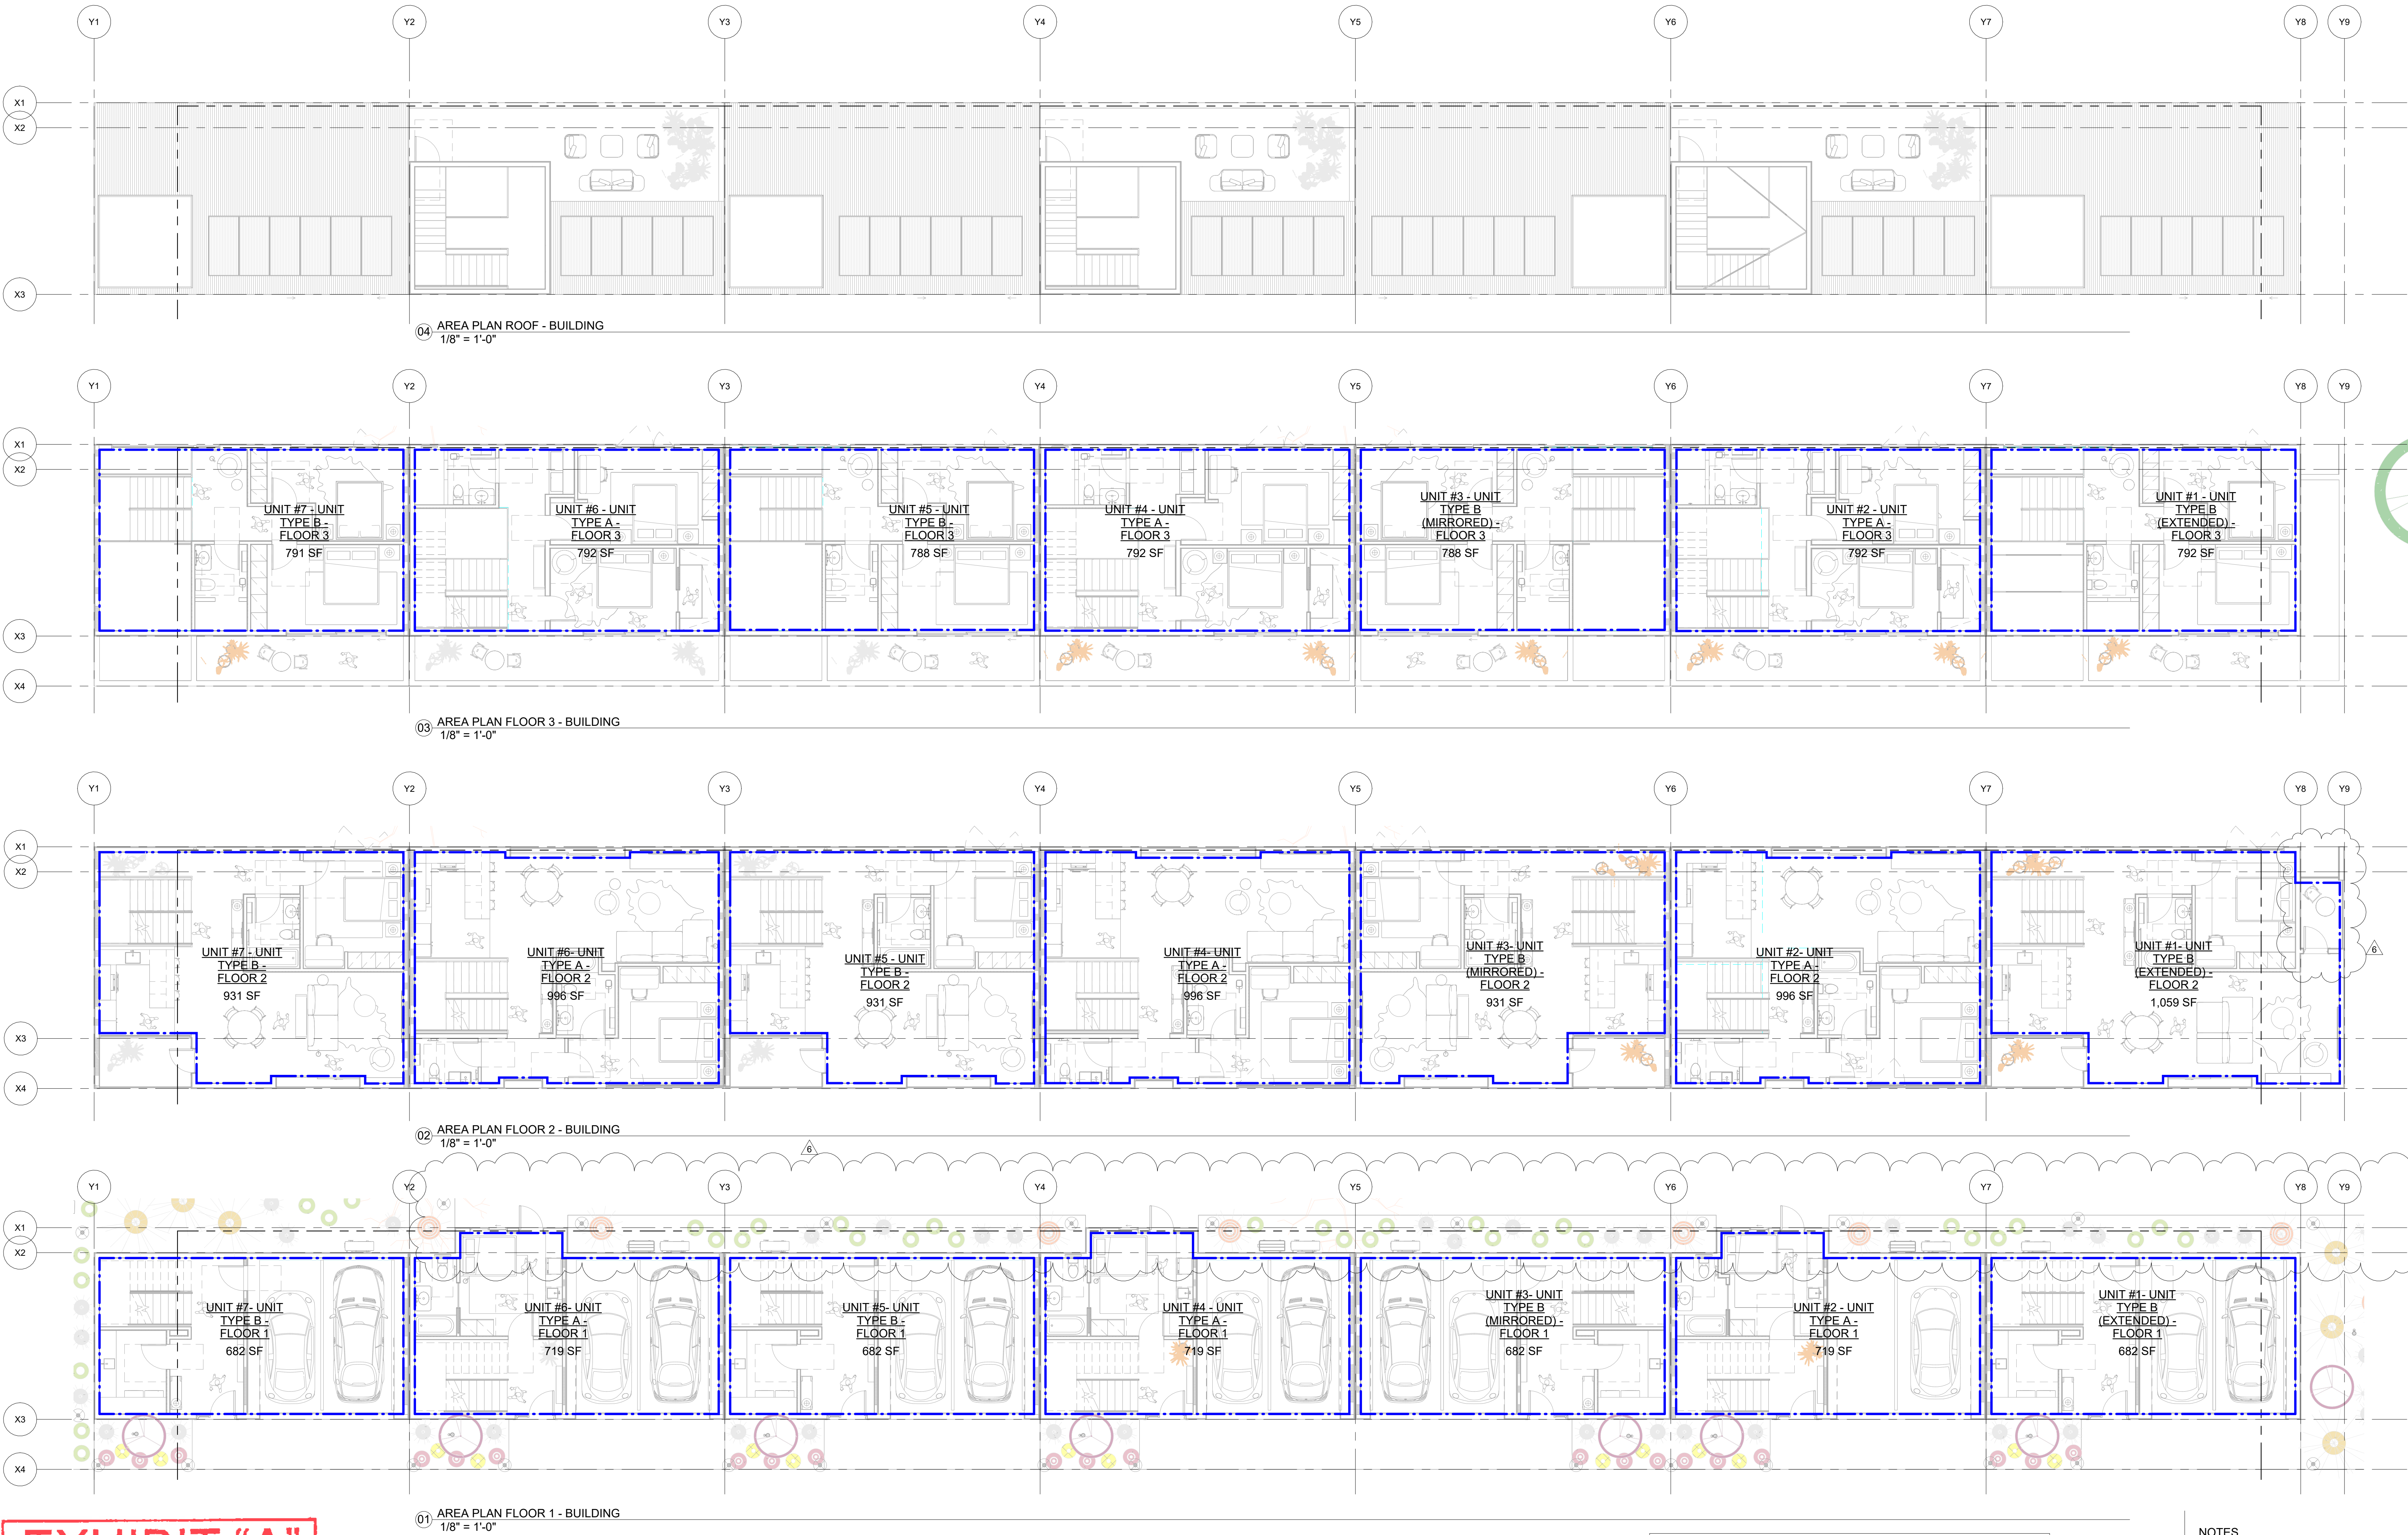 Y1 Y2 Y3 Y4 Y5 Y6 Y7 Y8 Y9
X1
X2
X3
04 AREA PLAN ROOF - BUILDING
1/8" = 1'-0"
Y1 Y2 Y3 Y4 Y5 Y6 Y7 Y8 Y9
X1
X2
UNIT #7 - UNIT
TYPE B -
FLOOR 3
791 SF
UNIT #6 - UNIT
TYPE A -
FLOOR 3
792 SF
UNIT #5 - UNIT
TYPE B -
FLOOR 3
788 SF
UNIT #4 - UNIT
TYPE A -
FLOOR 3
792 SF
UNIT #3 - UNIT
TYPE B
(MIRRORED) -
FLOOR 3
788 SF
UNIT #2 - UNIT
TYPE A -
FLOOR 3
792 SF
UNIT #1 - UNIT
TYPE B
(EXTENDED) -
FLOOR 3
792 SF
X3
X4
03 AREA PLAN FLOOR 3 - BUILDING
1/8" = 1'-0"
Y1 Y2 Y3 Y4 Y5 Y6 Y7 Y8 Y9
X1
X2
UNIT #7 - UNIT
TYPE B -
FLOOR 2
931 SF
UNIT #6- UNIT
TYPE A -
FLOOR 2
996 SF
UNIT #5 - UNIT
TYPE B -
FLOOR 2
931 SF
UNIT #4- UNIT
TYPE A -
FLOOR 2
996 SF
UNIT #3- UNIT
TYPE B
(MIRRORED) -
FLOOR 2
931 SF
UNIT #2- UNIT
TYPE A -
FLOOR 2
996 SF
UNIT #1- UNIT
TYPE B
(EXTENDED) -
FLOOR 2
1,059 SF
6
X3
X4
02 AREA PLAN FLOOR 2 - BUILDING
1/8" = 1'-0"
6
Y1 Y2 Y3 Y4 Y5 Y6 Y7 Y8 Y9
X1
X2
UNIT #7- UNIT
TYPE B -
FLOOR 1
682 SF
UNIT #6- UNIT
TYPE A -
FLOOR 1
719 SF
UNIT #5- UNIT
TYPE B -
FLOOR 1
682 SF
UNIT #4 - UNIT
TYPE A -
FLOOR 1
719 SF
UNIT #3- UNIT
TYPE B
(MIRRORED) -
FLOOR 1
682 SF
UNIT #2 - UNIT
TYPE A -
FLOOR 1
719 SF
UNIT #1- UNIT
TYPE B
(EXTENDED) -
FLOOR 1
682 SF
X3
X4
01 AREA PLAN FLOOR 1 - BUILDING
1/8" = 1'-0"
EXHIBIT "A"
NOTES